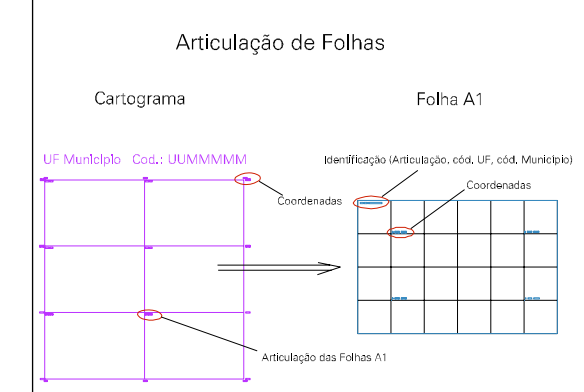 Articulação de Folhas
Cartograma
Folha A1
UF Município Cod.: UUMMMMM
Identificação (Articulação, cód. UF, cód. Município)
Coordenadas
Coordenadas
Articulação das Folhas A1